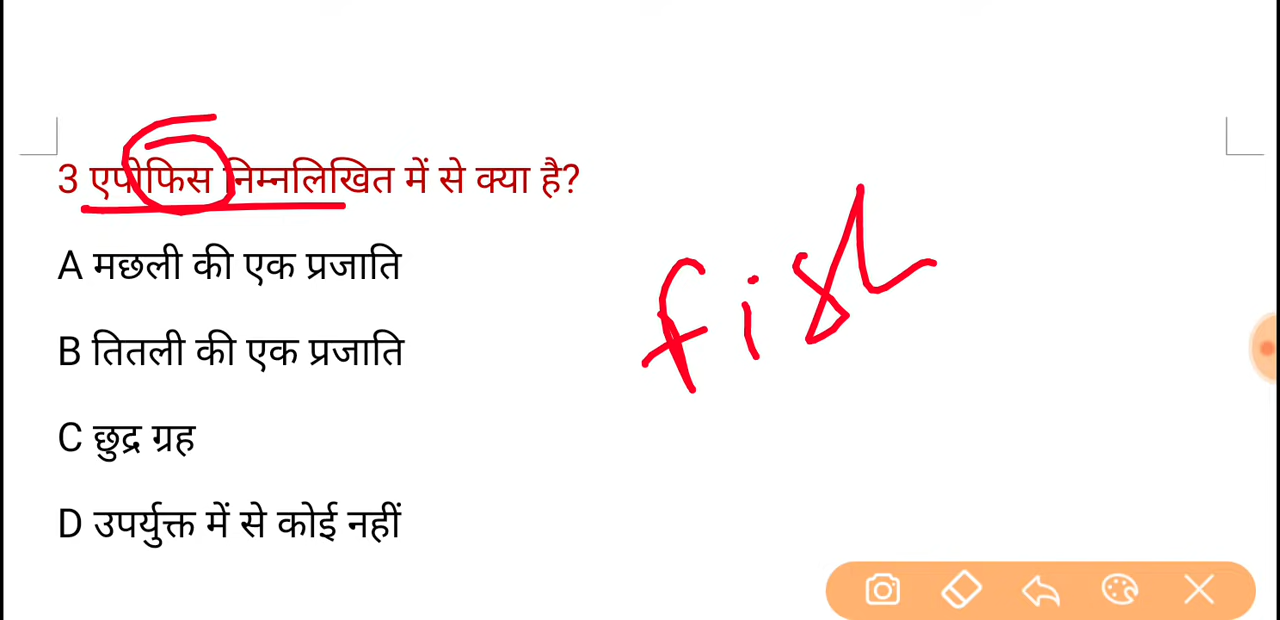 3 एपोफिस निम्नलिखित में से क्या है?
A मछली की एक प्रजाति
fish
B तितली की एक प्रजाति
C छुद्र ग्रह
D उपर्युक्त में से कोई नहीं